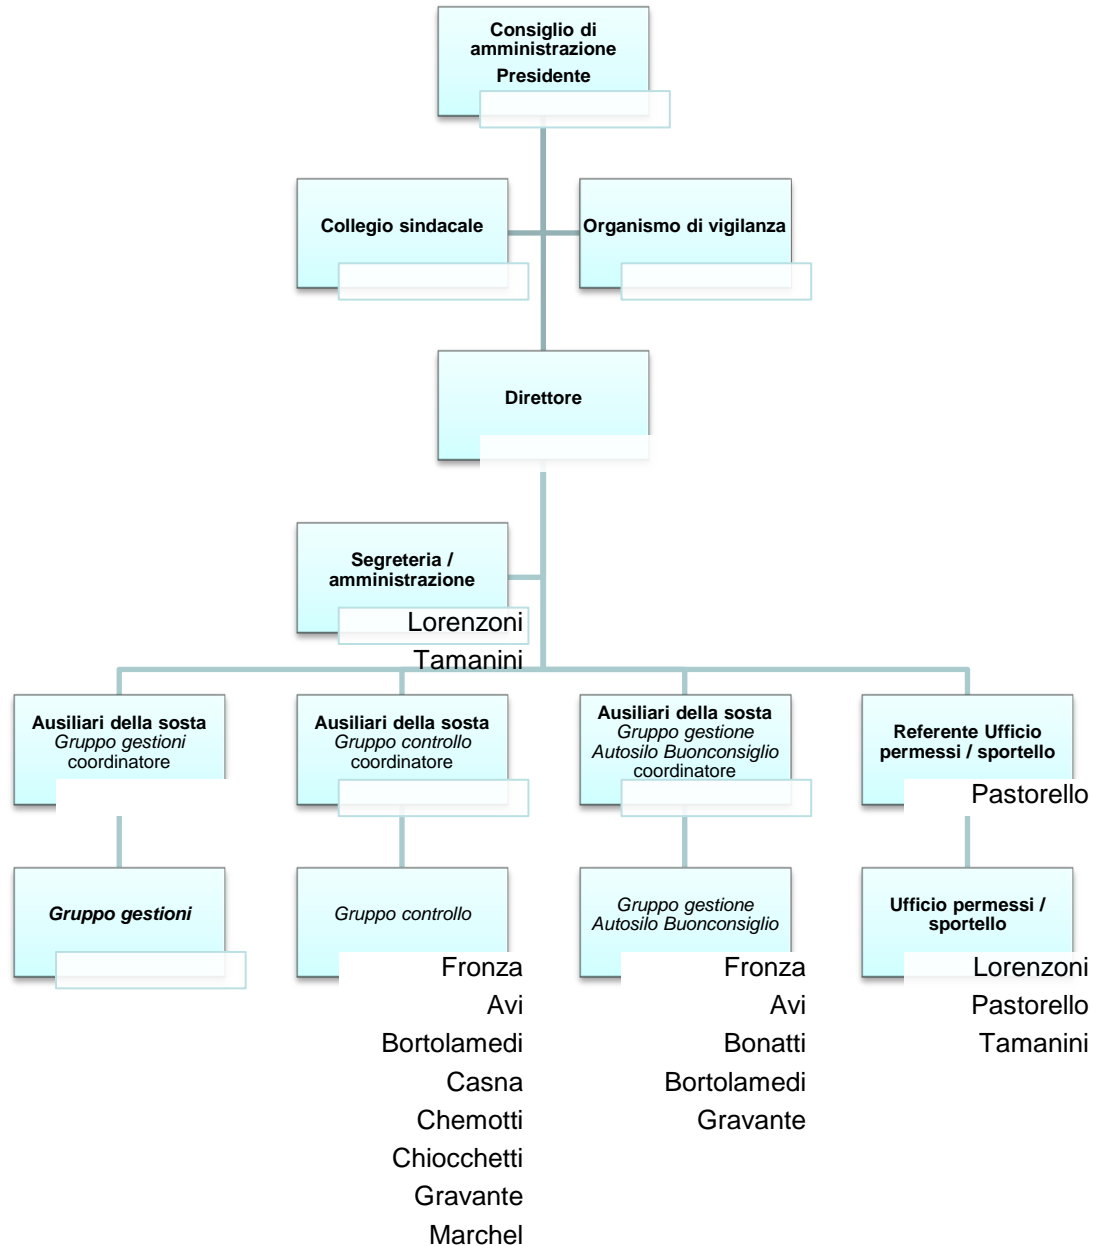 Consiglio di
amministrazione
Presidente
Collegio sindacale
Organismo di vigilanza
Direttore
Segreteria /
amministrazione
Lorenzoni
Tamanini
Ausiliari della sosta
Gruppo gestioni
coordinatore
Ausiliari della sosta
Gruppo controllo
coordinatore
Ausiliari della sosta
Gruppo gestione
Autosilo Buonconsiglio
coordinatore
Referente Ufficio
permessi / sportello
Pastorello
Gruppo gestioni
Gruppo controllo
Fronza
Avi
Bortolamedi
Casna
Chemotti
Chiocchetti
Gravante
Marchel
Gruppo gestione
Autosilo Buonconsiglio
Fronza
Avi
Bonatti
Bortolamedi
Gravante
Ufficio permessi /
sportello
Lorenzoni
Pastorello
Tamanini